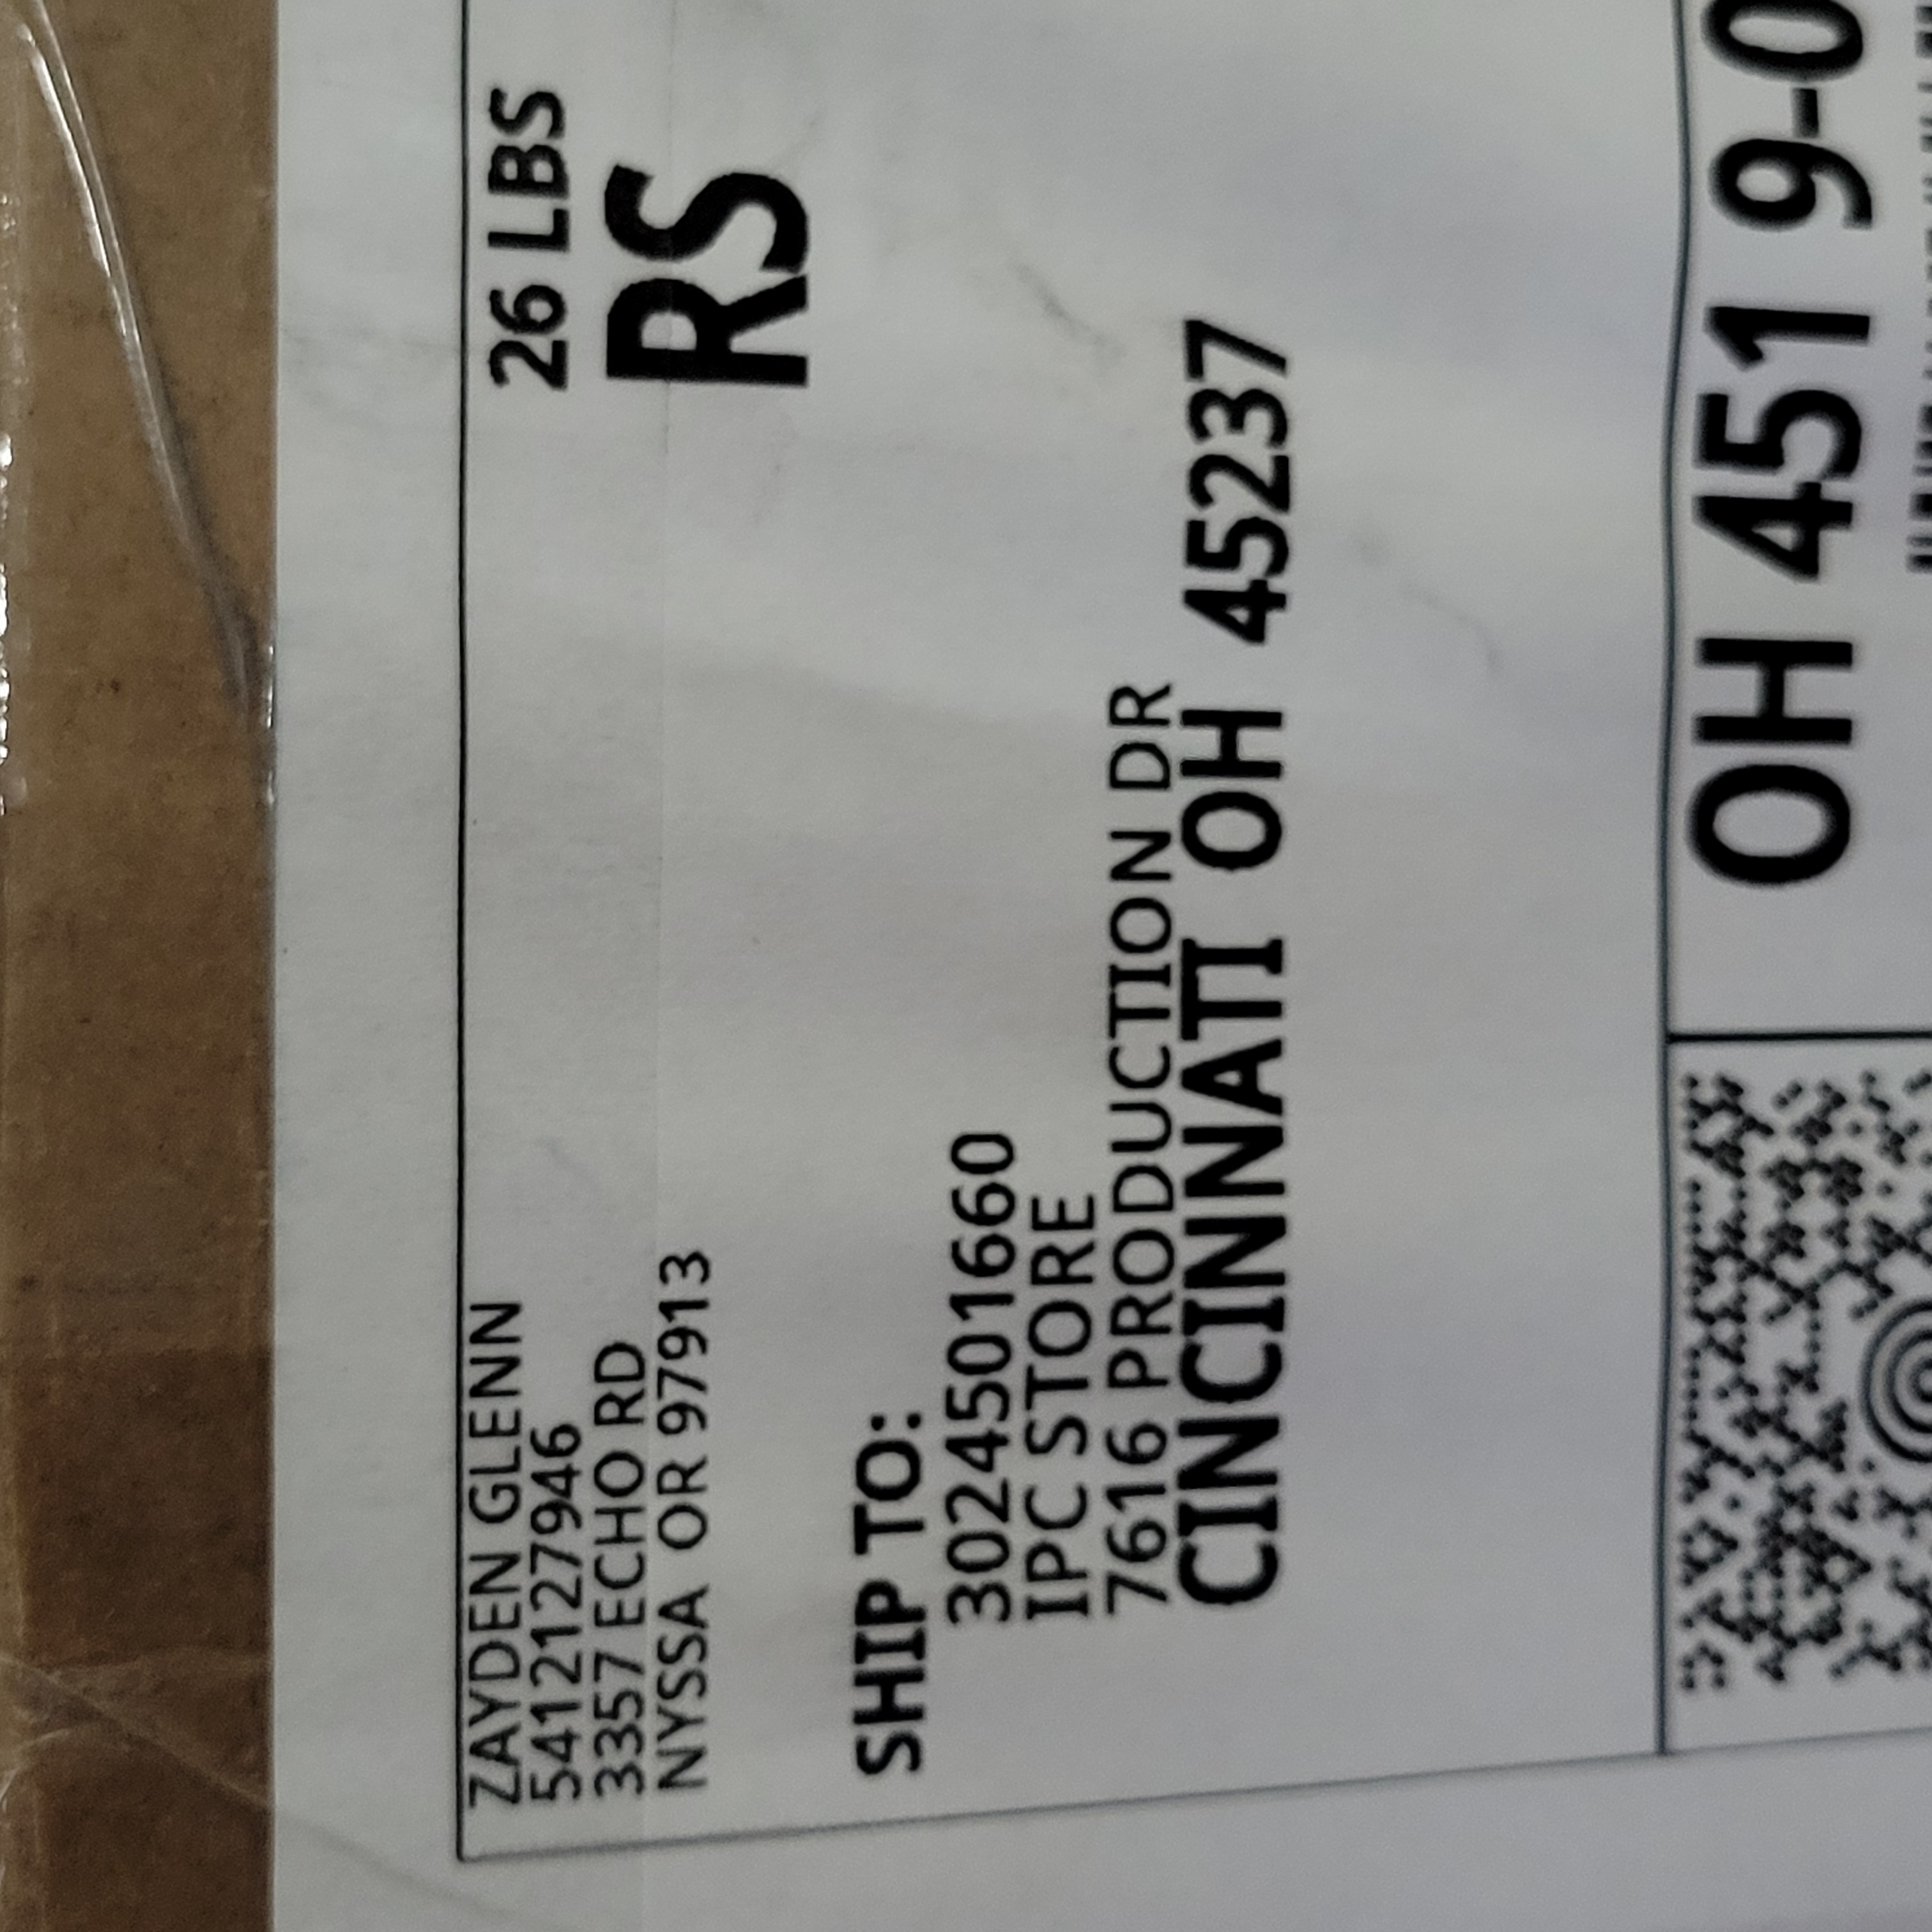 ZAYDEN GLENN
5412127946
3357 ECHO RD
NYSSA OR 97913
26 LBS
RS
SHIP TO:
3024501660
IPC STORE
7616 PRODUCTION DR
CINCINNATI OH 45237
OH 451 9-0